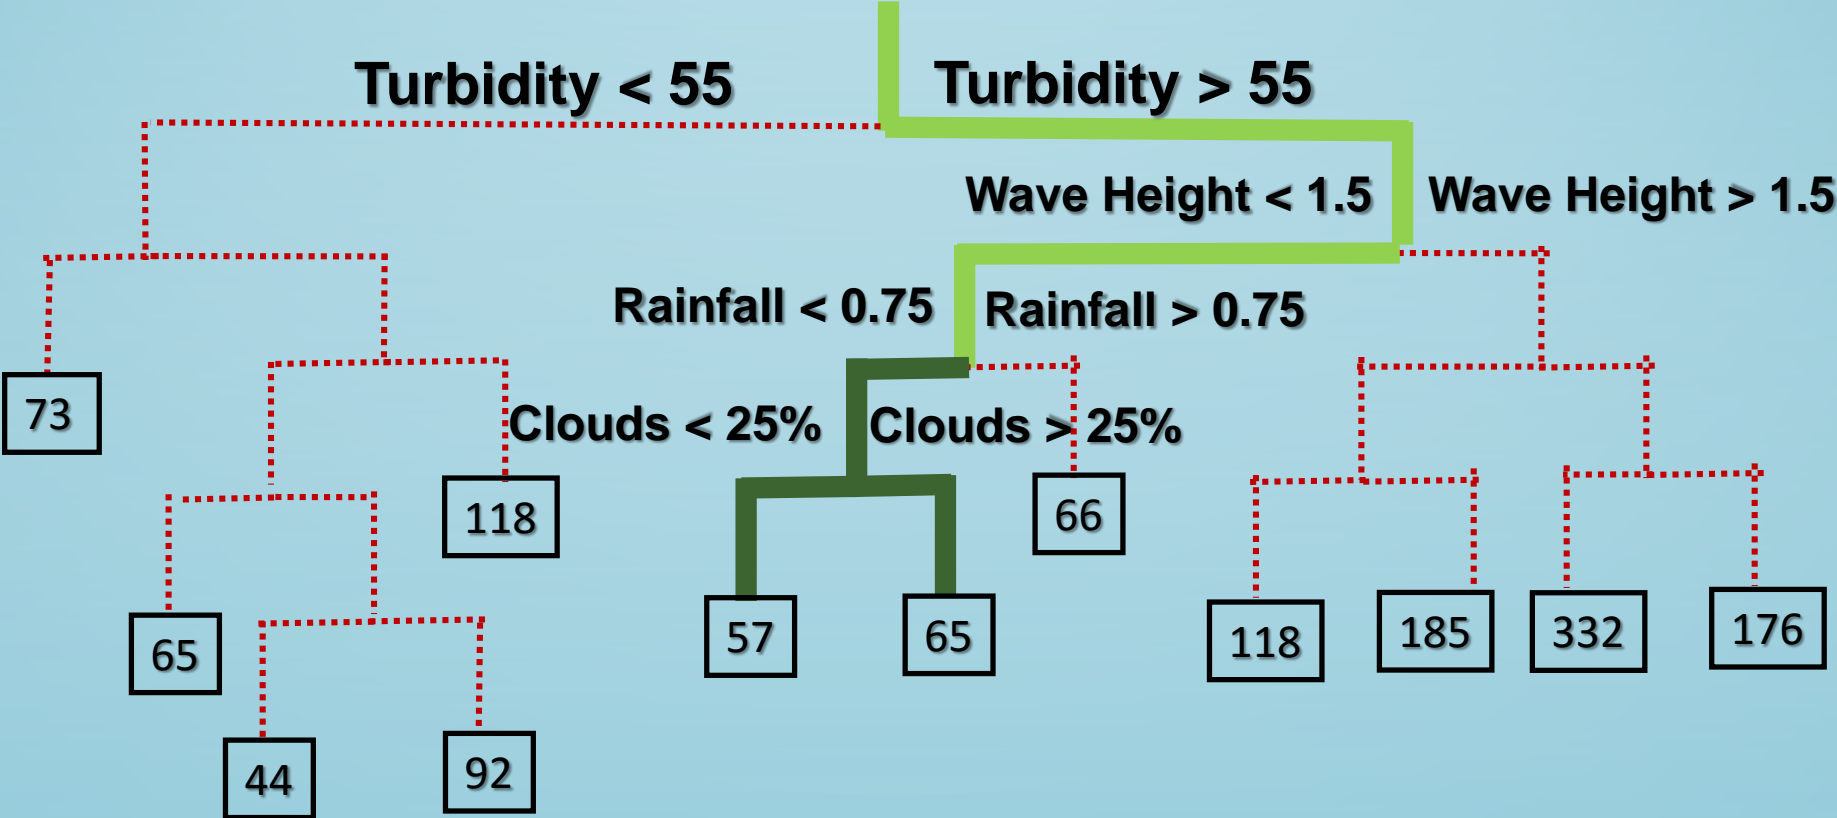 Turbidity < 55
Turbidity > 55
Wave Height < 1.5
Wave Height > 1.5
Rainfall < 0.75
Rainfall > 0.75
73
Clouds < 25%
Clouds > 25%
118
66
65
57
65
118
185
332
176
44
92